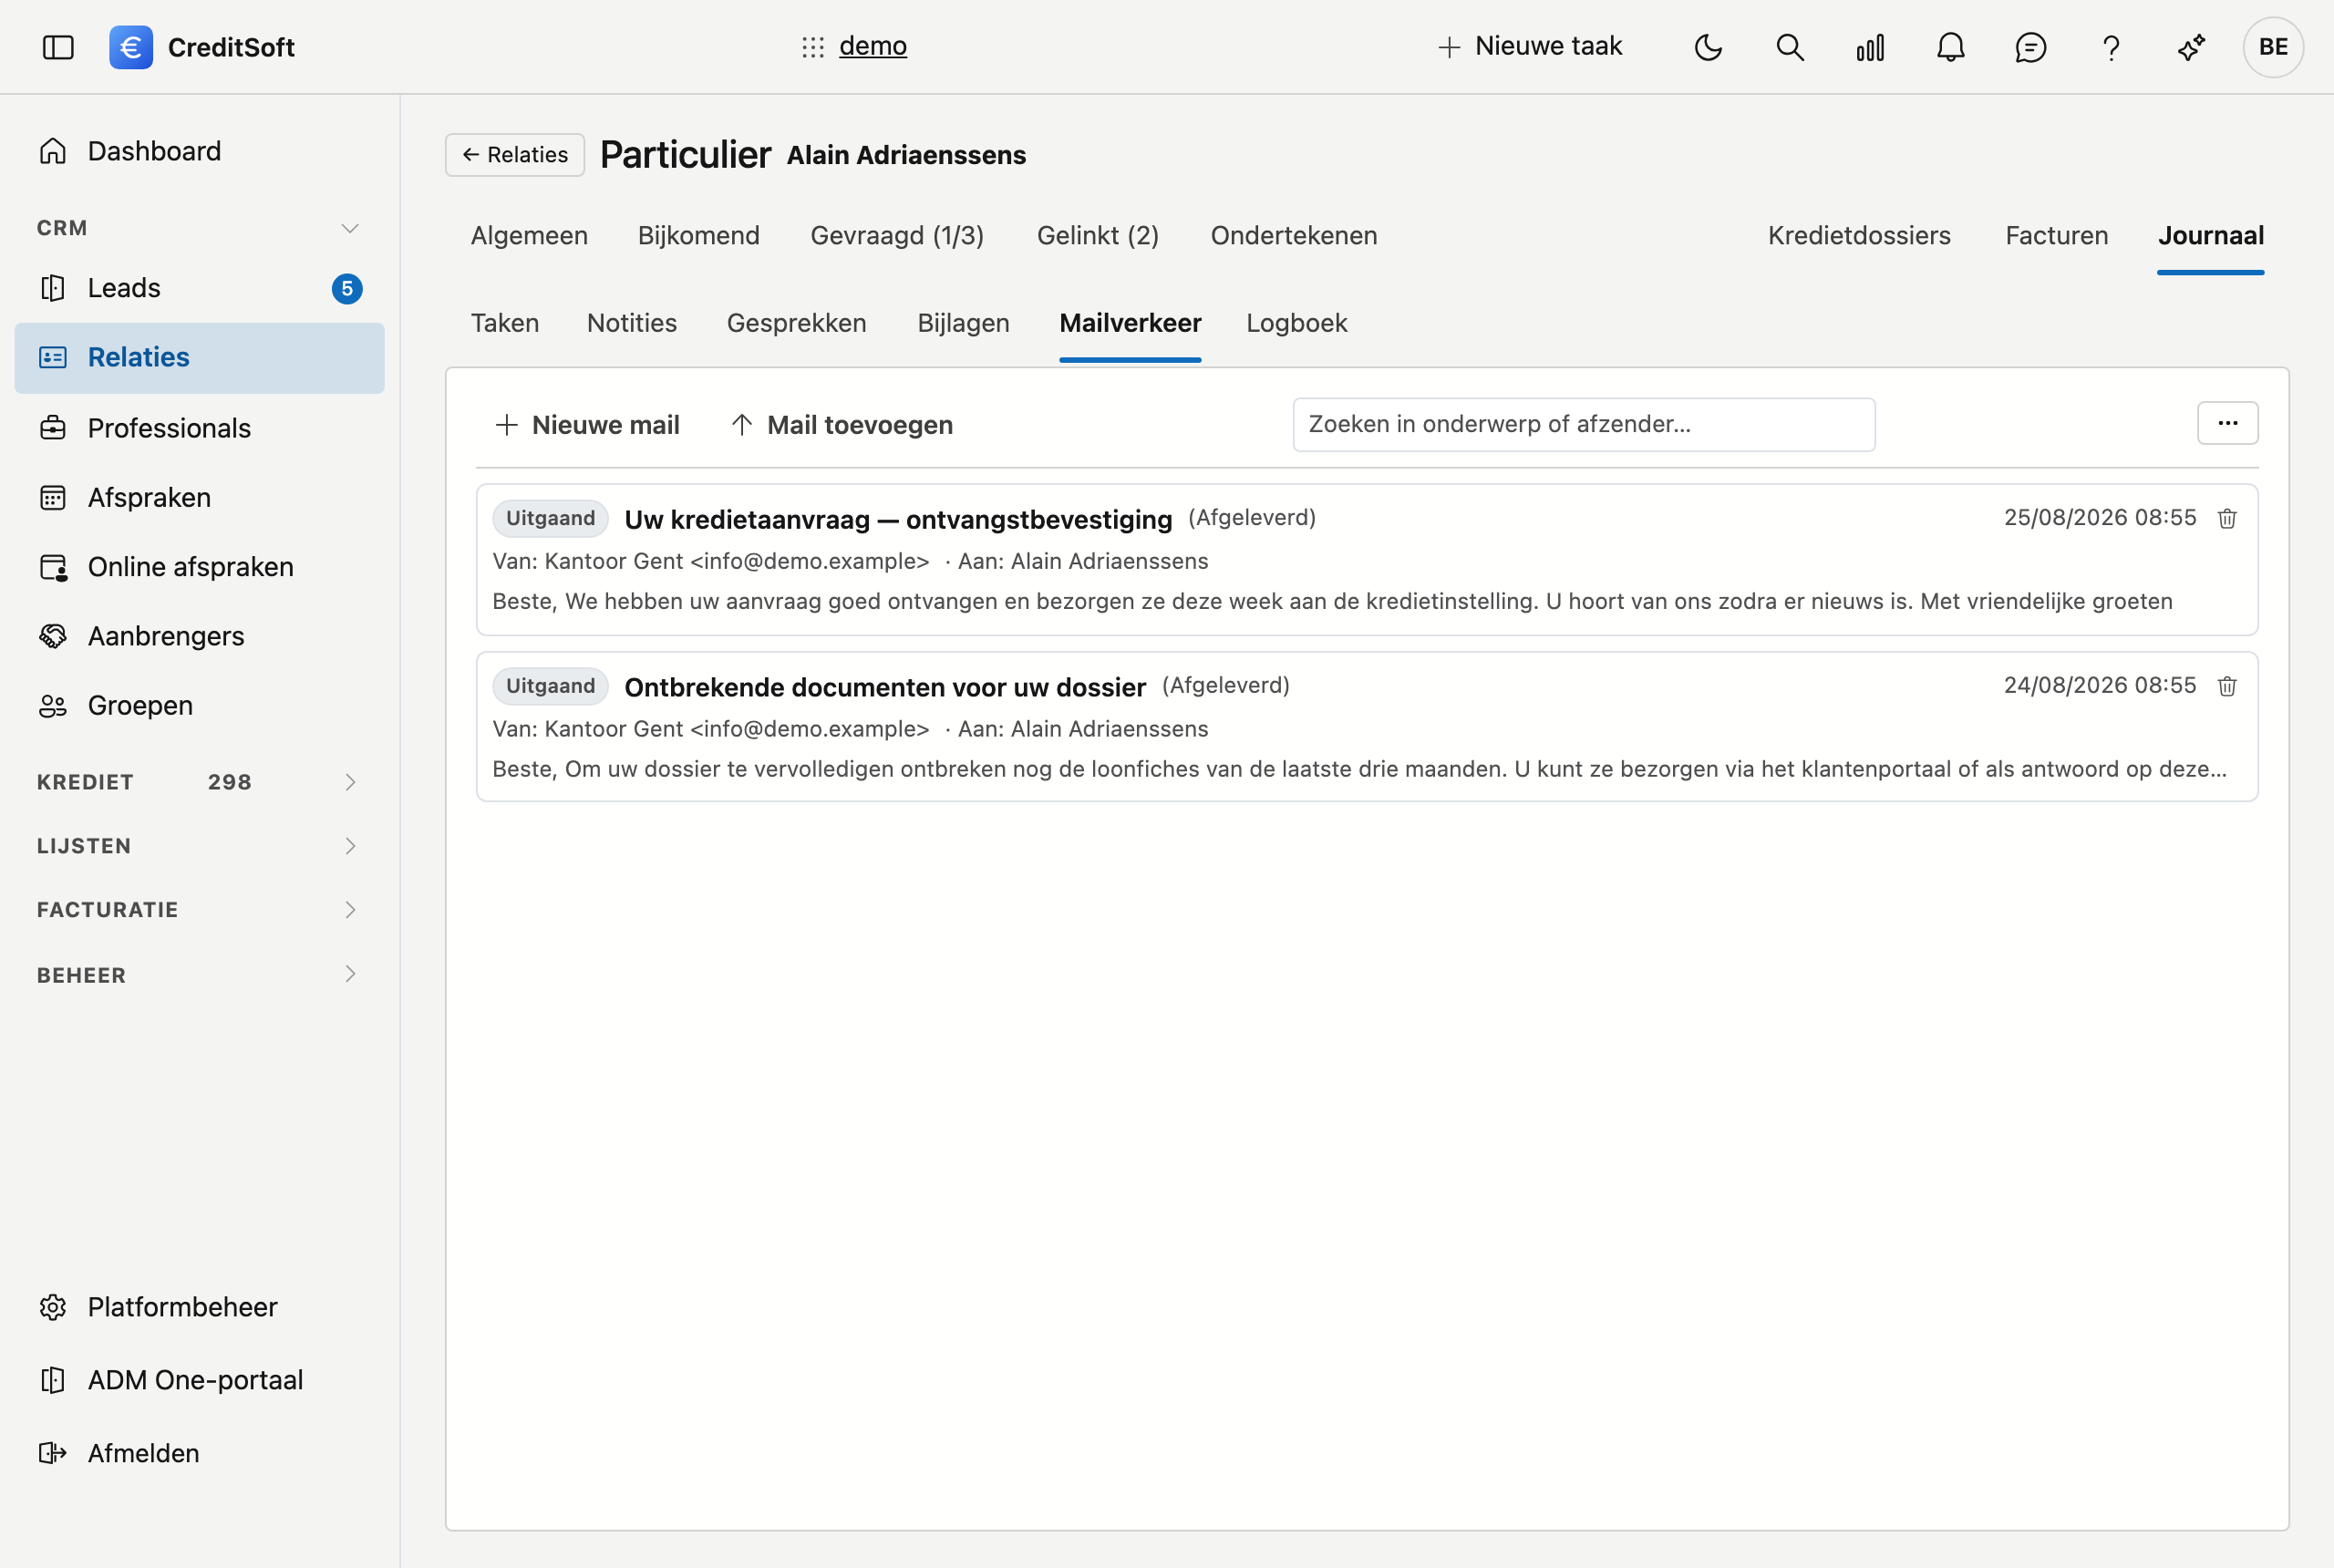 CreditSoft
demo
Nieuwe taak
BE
Dashboard
CRM
Leads 5
Relaties
Professionals
Afspraken
Online afspraken
Aanbrengers
Groepen
KREDIET 298
LIJSTEN
FACTURATIE
BEHEER
Platformbeheer
ADM One-portaal
Afmelden
← Relaties Particulier Alain Adriaenssens
Algemeen Bijkomend Gevraagd (1/3) Gelinkt (2) Ondertekenen Kredietdossiers Facturen Journaal
Taken Notities Gesprekken Bijlagen Mailverkeer Logboek
Nieuwe mail Mail toevoegen Zoeken in onderwerp of afzender... ...
Uitgaand Uw kredietaanvraag — ontvangstbevestiging (Afgeleverd) 25/08/2026 08:55
Van: Kantoor Gent <info@demo.example> · Aan: Alain Adriaenssens
Beste, We hebben uw aanvraag goed ontvangen en bezorgen ze deze week aan de kredietinstelling. U hoort van ons zodra er nieuws is. Met vriendelijke groeten
Uitgaand Ontbrekende documenten voor uw dossier (Afgeleverd) 24/08/2026 08:55
Van: Kantoor Gent <info@demo.example> · Aan: Alain Adriaenssens
Beste, Om uw dossier te vervolledigen ontbreken nog de loonfiches van de laatste drie maanden. U kunt ze bezorgen via het klantenportaal of als antwoord op deze...